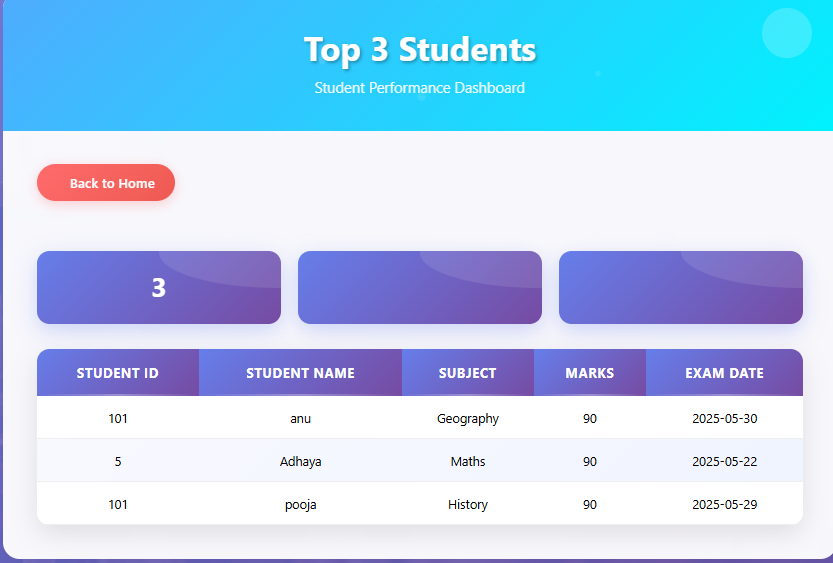 Top 3 Students
Student Performance Dashboard
Back to Home
3
STUDENT ID STUDENT NAME SUBJECT MARKS EXAM DATE
101 anu Geography 90 2025-05-30
5 Adhaya Maths 90 2025-05-22
101 pooja History 90 2025-05-29